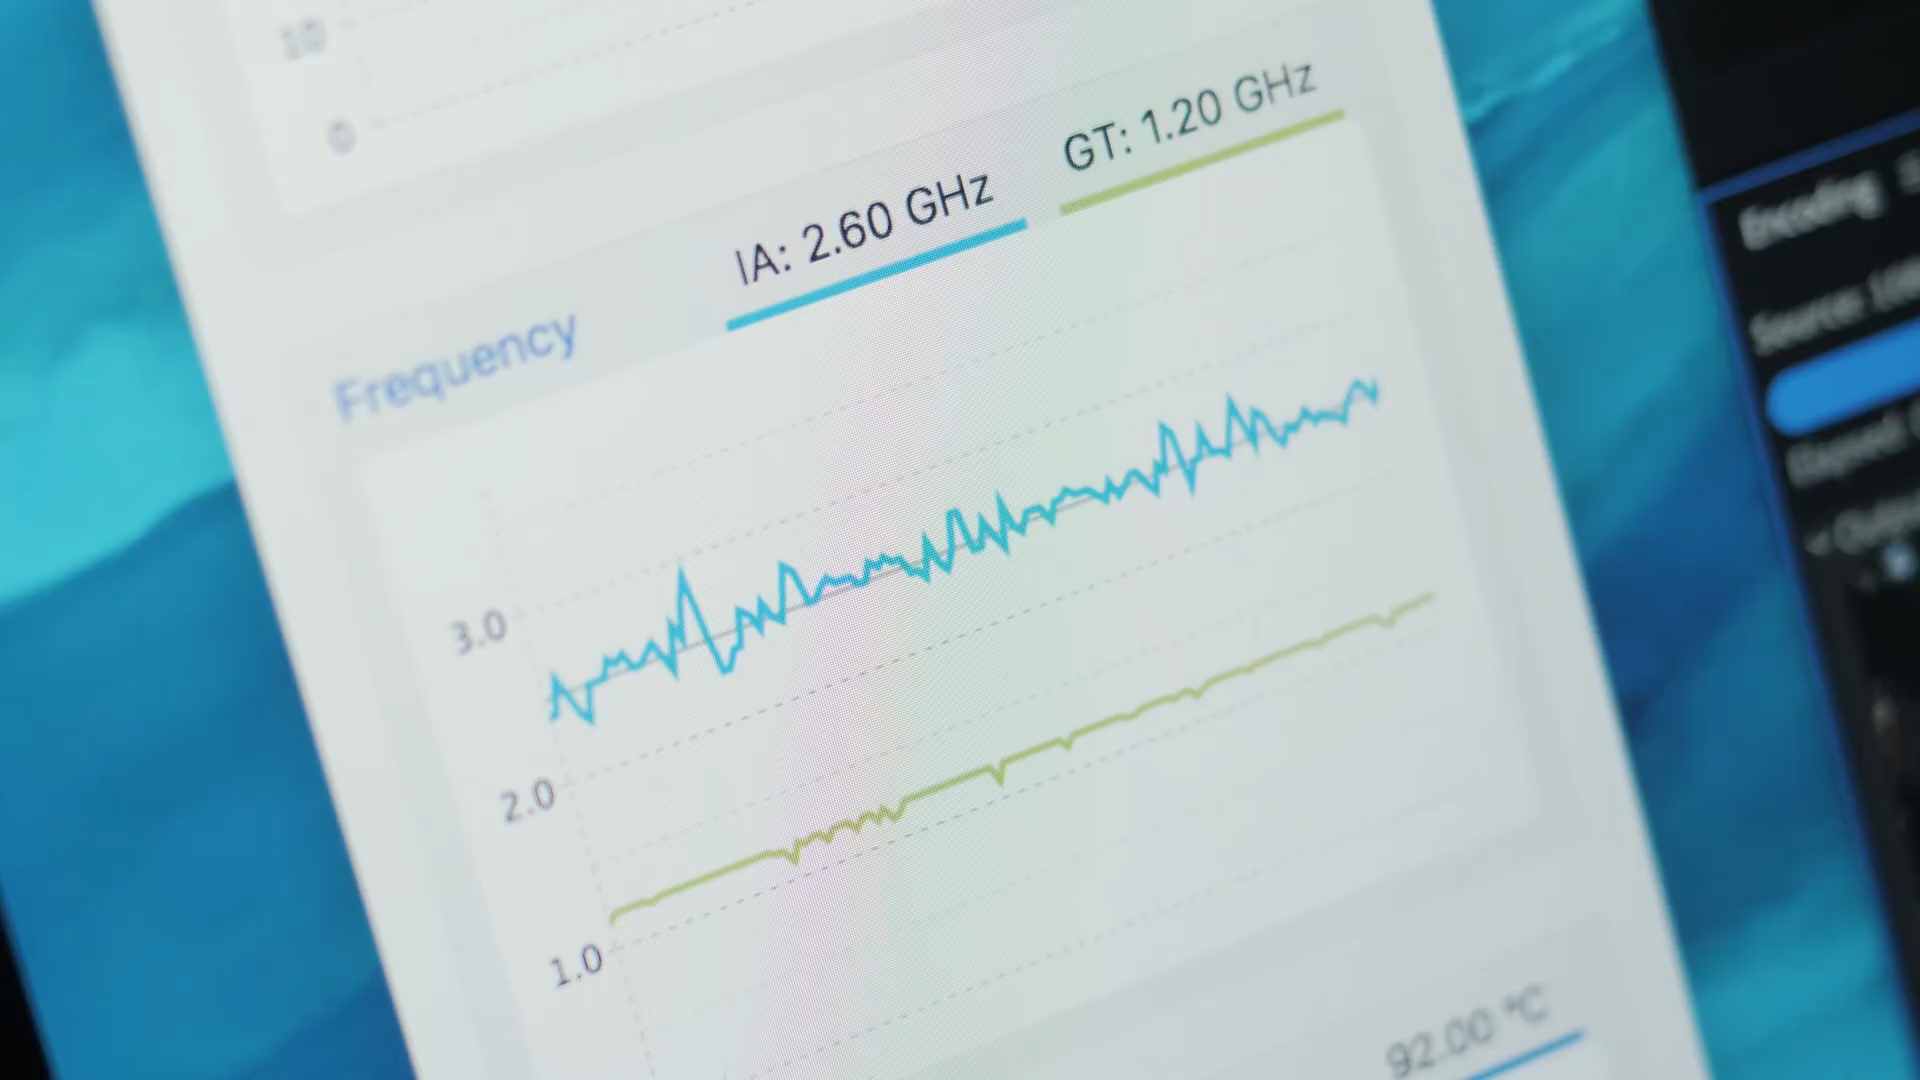 10
0
Frequency
IA: 2.60 GHz
GT: 1.20 GHz
3.0
2.0
1.0
92.00 °C
Encoding
Source:
Elapsed: